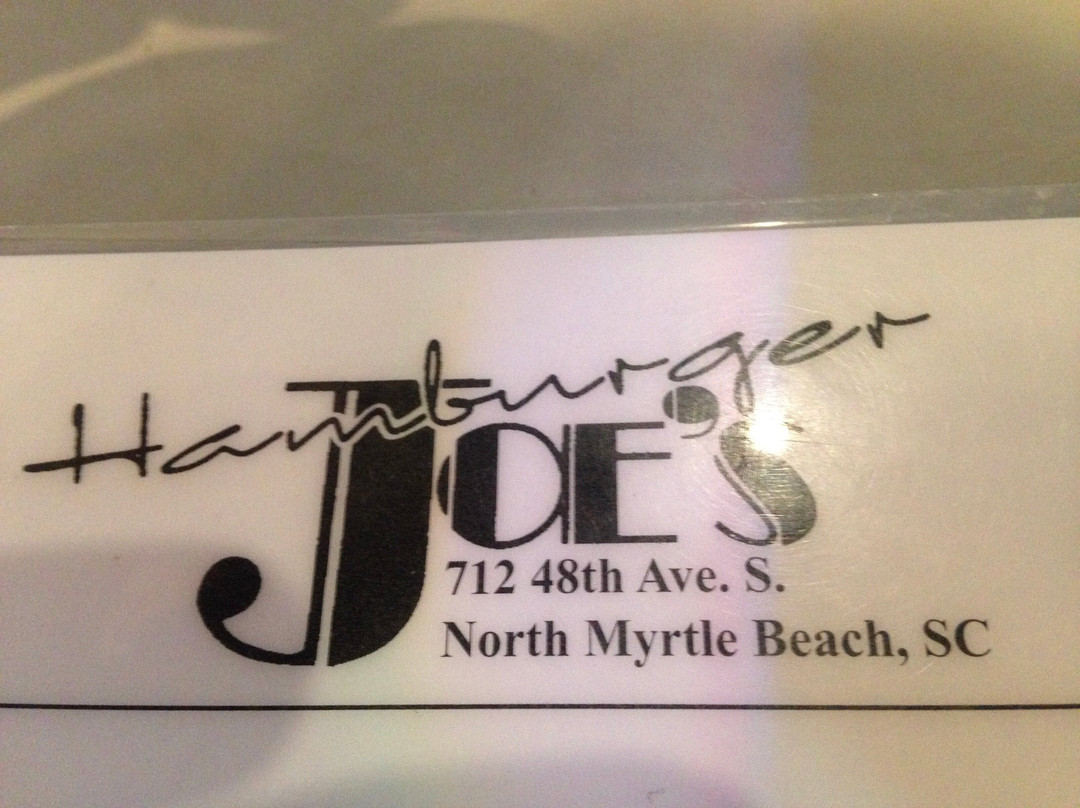 Hamburger
JOE'S
712 48th Ave. S.
North Myrtle Beach, SC